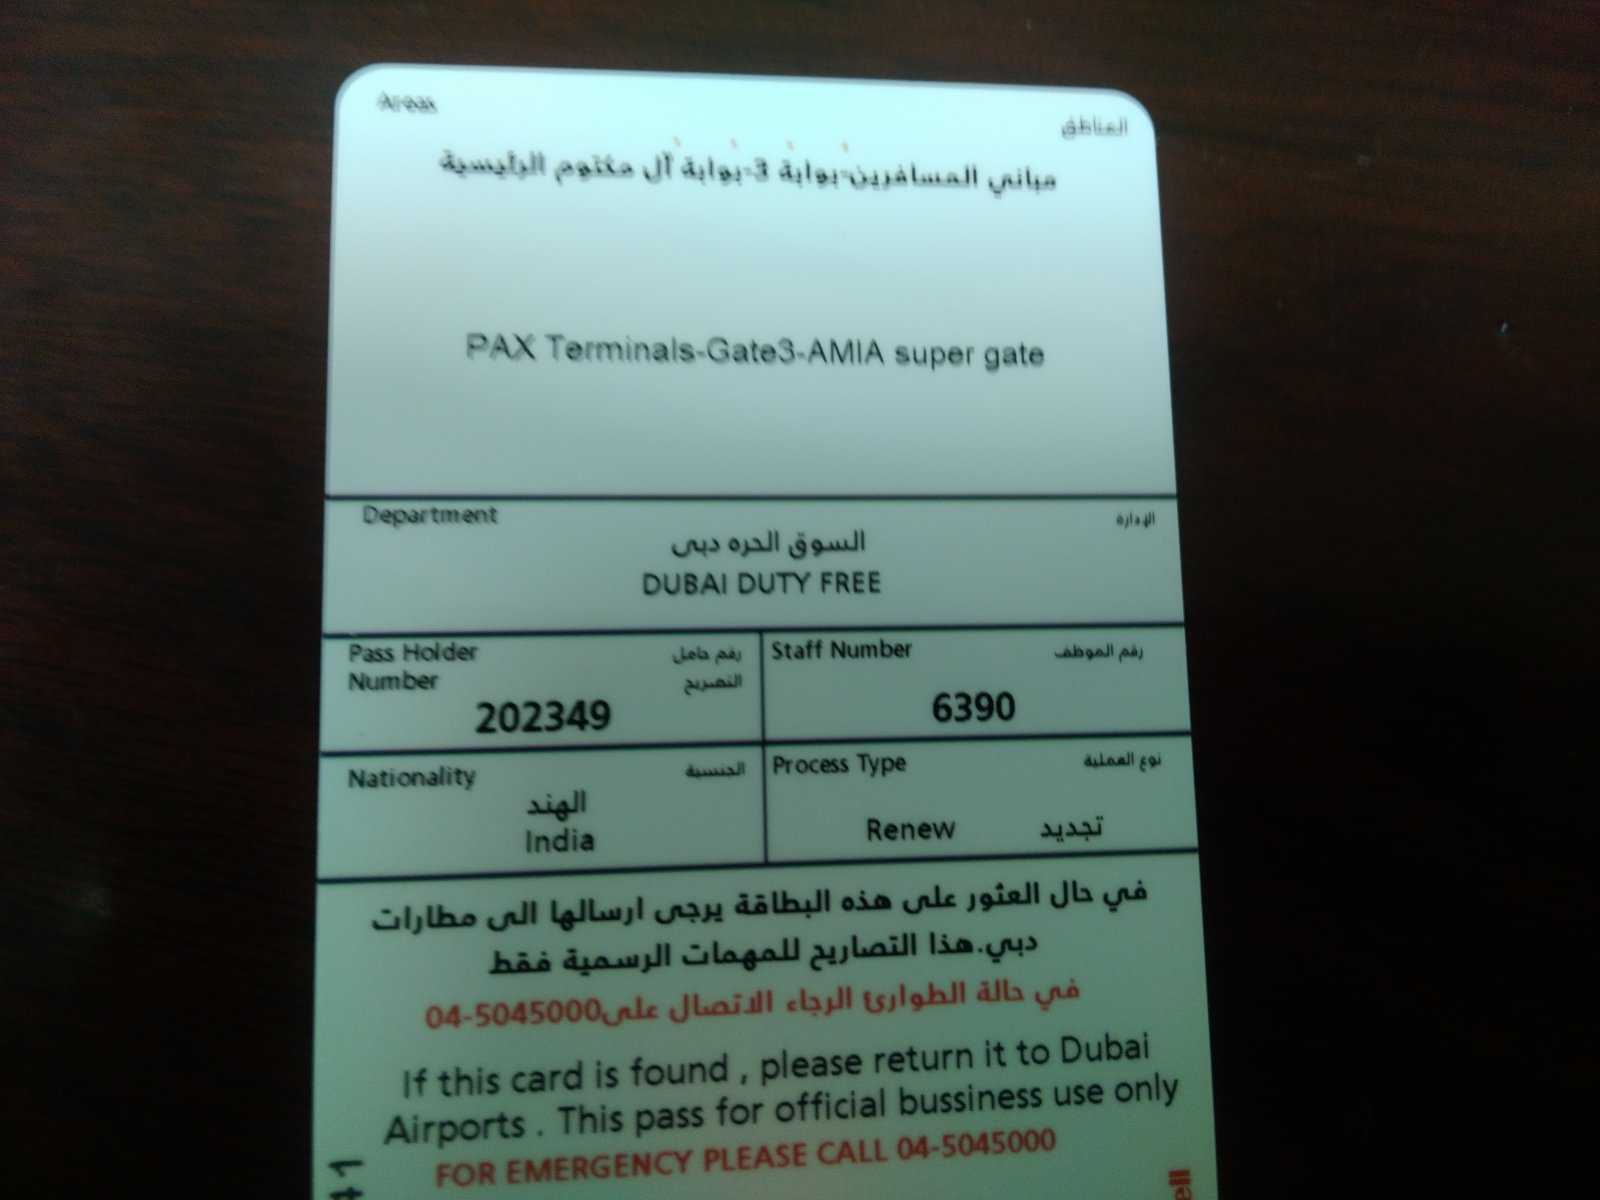 Areas
المناطق
مباني المسافرين-بوابة 3-بوابة آل مكتوم الرئيسية
PAX Terminals-Gate3-AMIA super gate
Department
الإدارة
السوق الحره دبى
DUBAI DUTY FREE
Pass Holder
رقم حامل
Number
التصريح
202349
Staff Number
رقم الموظف
6390
Nationality
الجنسية
الهند
India
Process Type
نوع العملية
Renew
تجديد
في حال العثور على هذه البطاقة يرجى ارسالها الى مطارات
دبي.هذا التصاريح للمهمات الرسمية فقط
في حالة الطوارئ الرجاء الاتصال على04-5045000
If this card is found , please return it to Dubai
Airports . This pass for official bussiness use only
FOR EMERGENCY PLEASE CALL 04-5045000